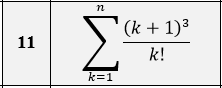 11
n
∑ (k + 1)³ / k!
k=1